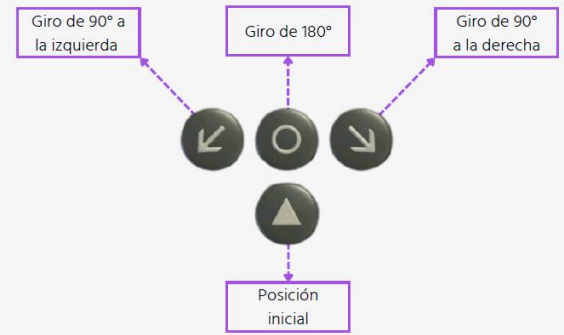 Giro de 90° a
la izquierda
Giro de 180°
Giro de 90°
a la derecha
Posición
inicial